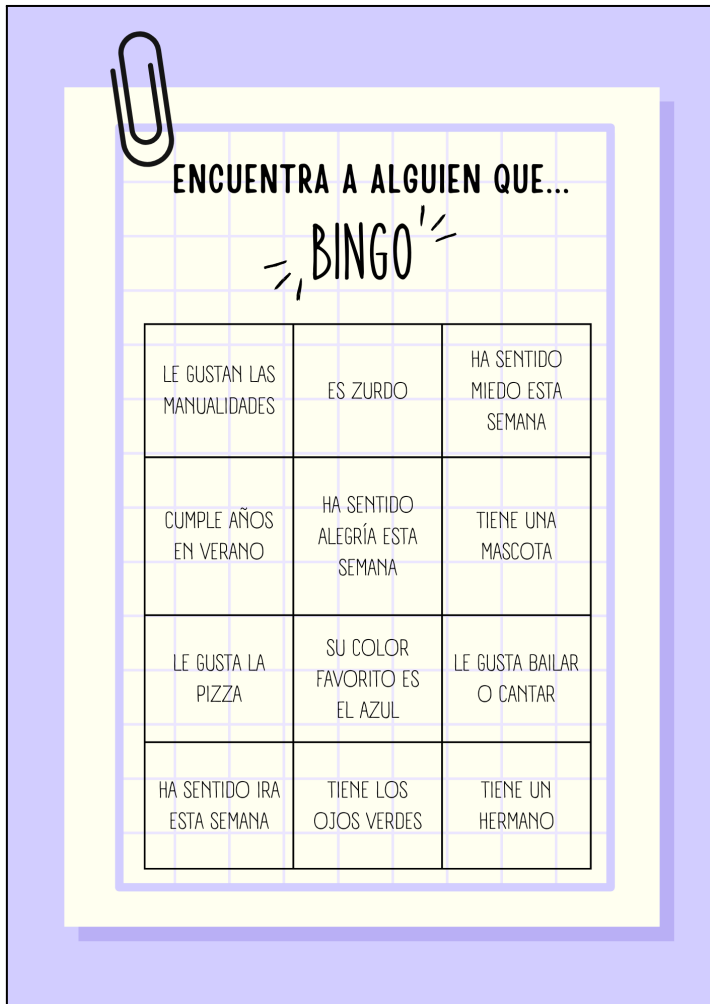 ENCUENTRA A ALGUIEN QUE...
BINGO
LE GUSTAN LAS
MANUALIDADES
ES ZURDO
HA SENTIDO
MIEDO ESTA
SEMANA
CUMPLE AÑOS
EN VERANO
HA SENTIDO
ALEGRÍA ESTA
SEMANA
TIENE UNA
MASCOTA
LE GUSTA LA
PIZZA
SU COLOR
FAVORITO ES
EL AZUL
LE GUSTA BAILAR
O CANTAR
HA SENTIDO IRA
ESTA SEMANA
TIENE LOS
OJOS VERDES
TIENE UN
HERMANO